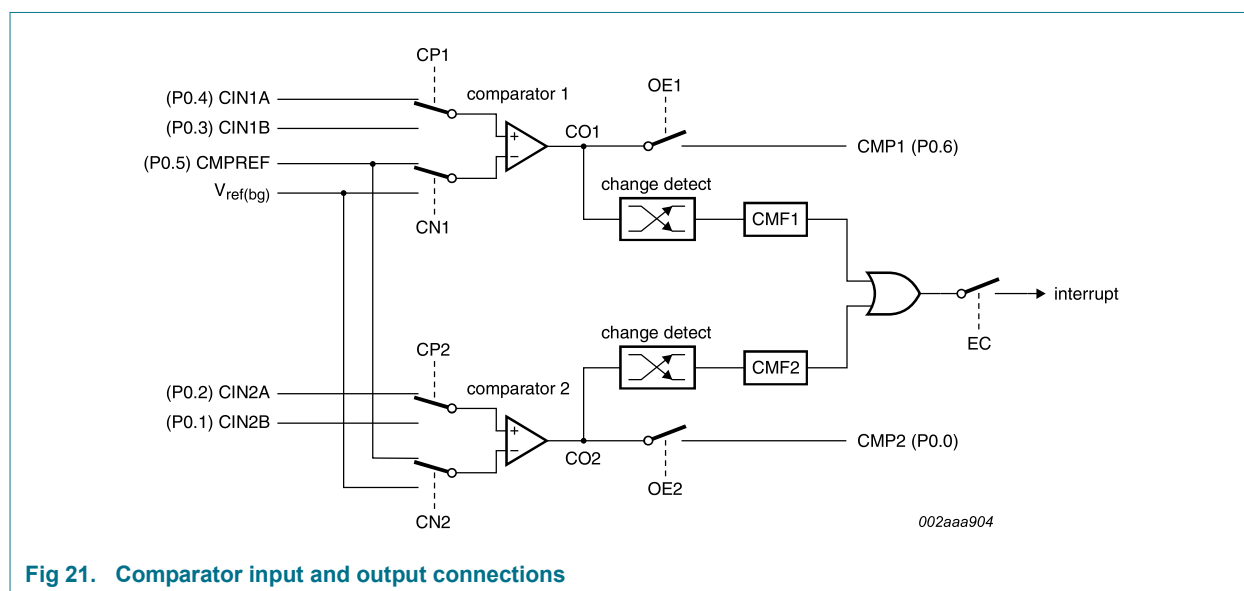 CP1
comparator 1
OE1
(P0.4) CIN1A
(P0.3) CIN1B
+
−
CO1
CMP1 (P0.6)
(P0.5) CMPREF
Vref(bg)
change detect
CMF1
CN1
interrupt
EC
change detect
CMF2
CP2
comparator 2
(P0.2) CIN2A
(P0.1) CIN2B
+
−
CO2
CMP2 (P0.0)
OE2
CN2
002aaa904
Fig 21. Comparator input and output connections